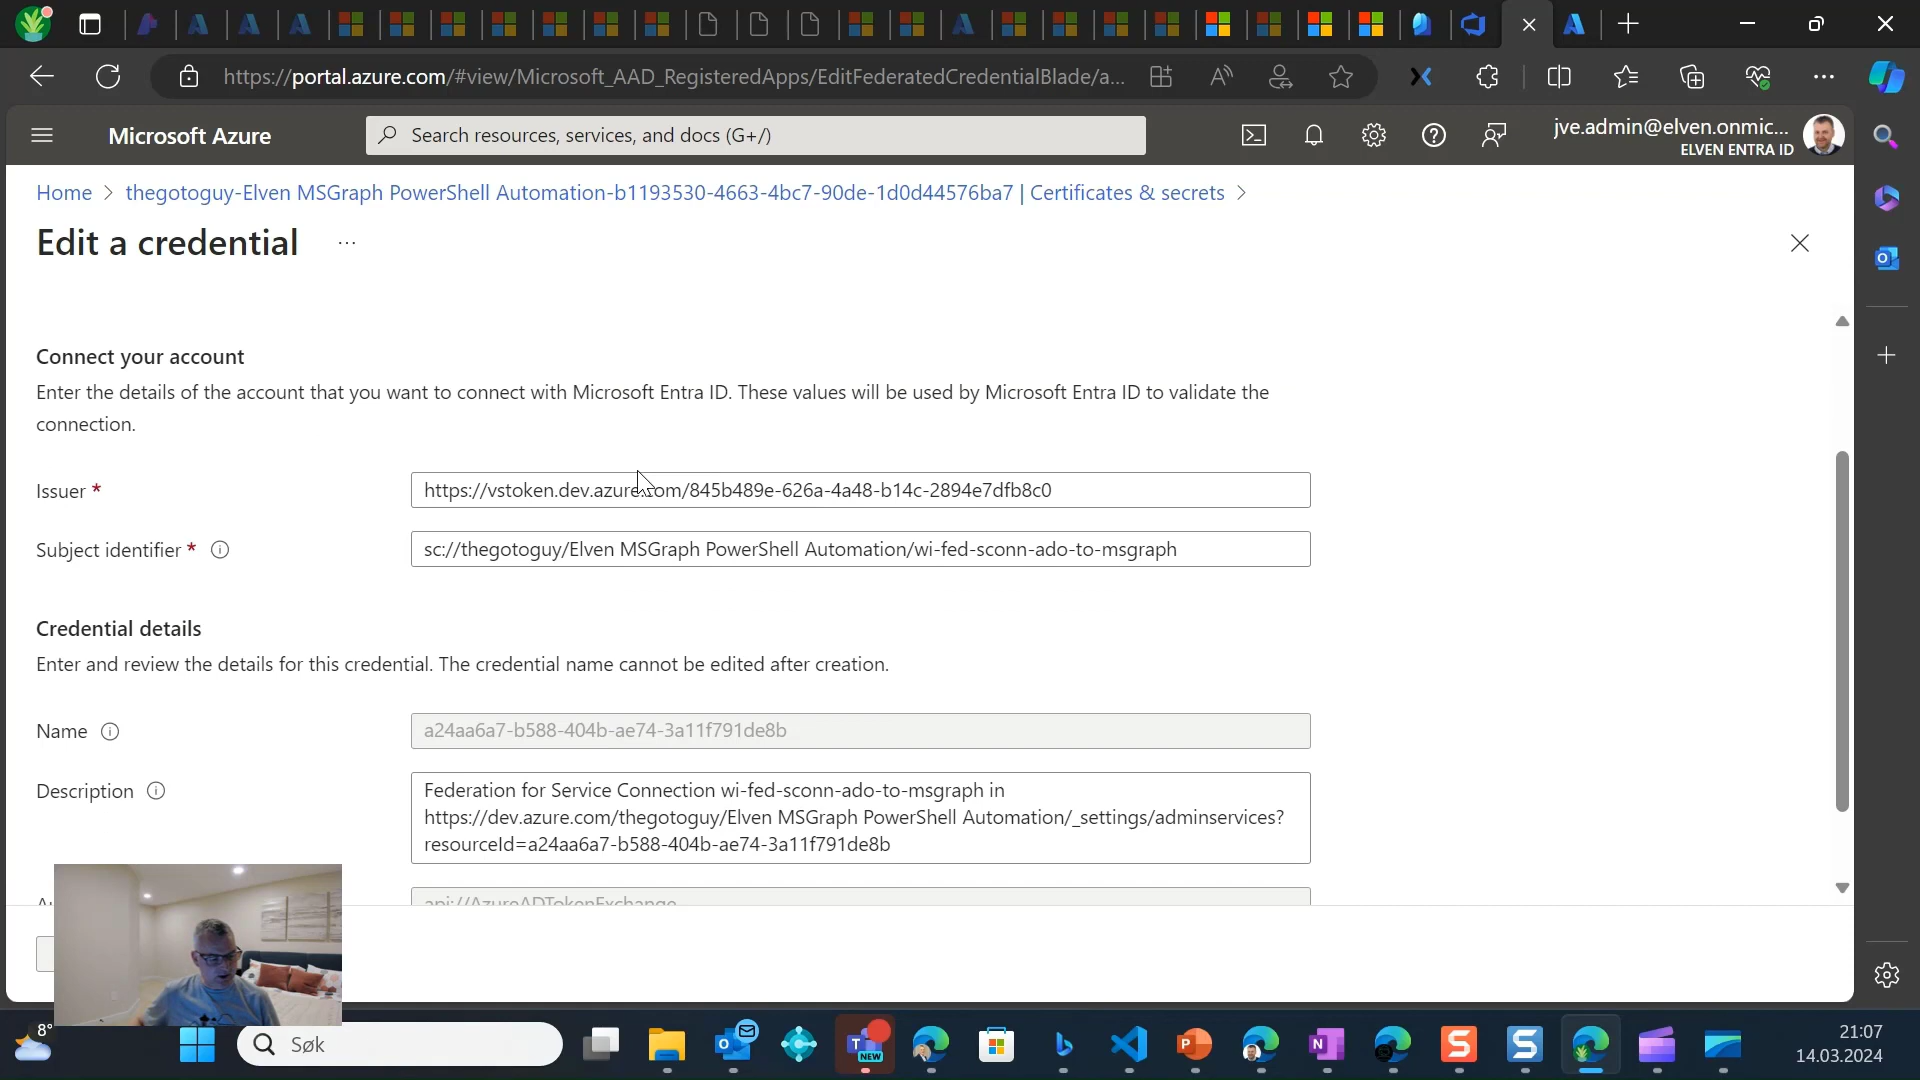 https://portal.azure.com/#view/Microsoft_AAD_RegisteredApps/EditFederatedCredentialBlade/a...
Microsoft Azure
Search resources, services, and docs (G+/)
jve.admin@elven.onmic...
ELVEN ENTRA ID
Home > thegotoguy-Elven MSGraph PowerShell Automation-b1193530-4663-4bc7-90de-1d0d44576ba7 | Certificates & secrets >
Edit a credential ...
Connect your account
Enter the details of the account that you want to connect with Microsoft Entra ID. These values will be used by Microsoft Entra ID to validate the
connection.
Issuer *
https://vstoken.dev.azure.com/845b489e-626a-4a48-b14c-2894e7dfb8c0
Subject identifier *
sc://thegotoguy/Elven MSGraph PowerShell Automation/wi-fed-sconn-ado-to-msgraph
Credential details
Enter and review the details for this credential. The credential name cannot be edited after creation.
Name
a24aa6a7-b588-404b-ae74-3a11f791de8b
Description
Federation for Service Connection wi-fed-sconn-ado-to-msgraph in
https://dev.azure.com/thegotoguy/Elven MSGraph PowerShell Automation/_settings/adminservices?
resourceId=a24aa6a7-b588-404b-ae74-3a11f791de8b
api://AzureADTokenExchange
8°
Søk
NEW
21:07
14.03.2024